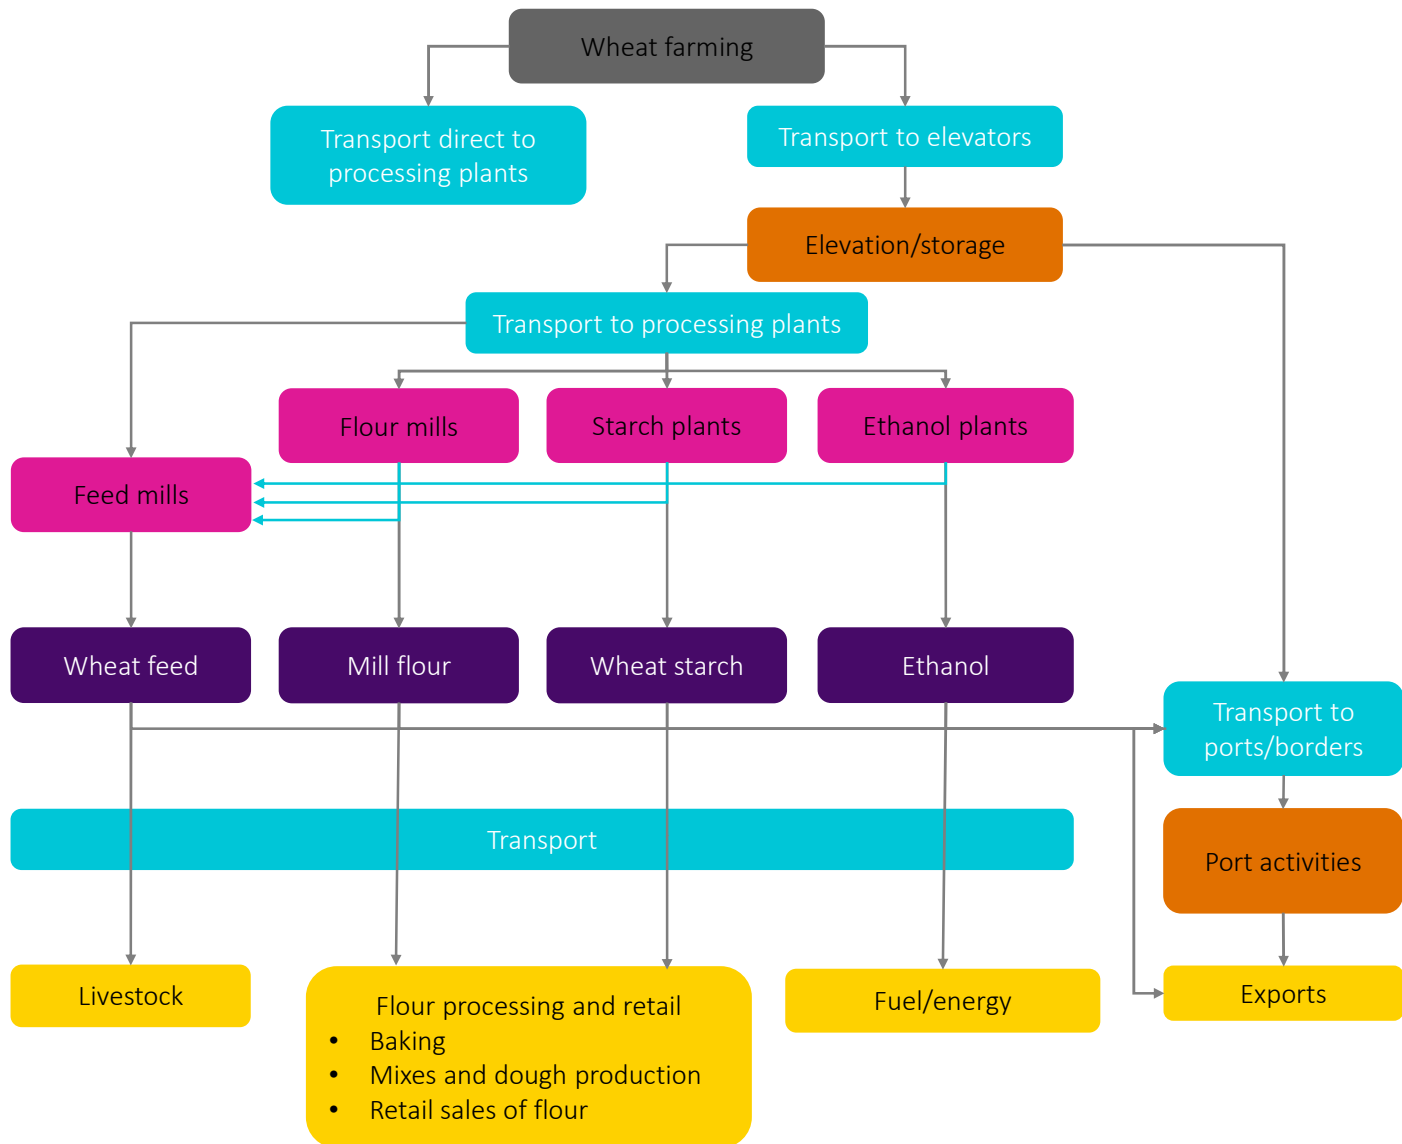 Wheat farming
Transport direct to
processing plants
Transport to elevators
Elevation/storage
Transport to processing plants
Flour mills
Starch plants
Ethanol plants
Feed mills
Wheat feed
Mill flour
Wheat starch
Ethanol
Transport to
ports/borders
Transport
Port activities
Livestock
Flour processing and retail
• Baking
• Mixes and dough production
• Retail sales of flour
Fuel/energy
Exports